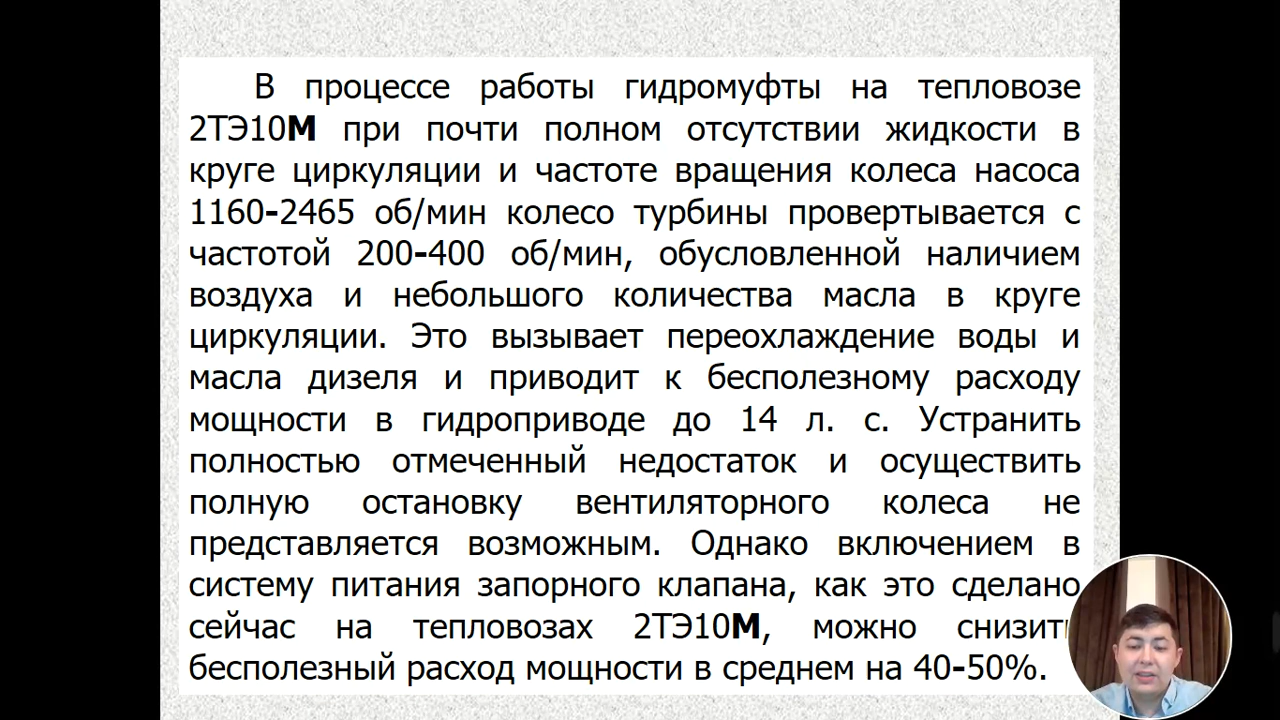 В процессе работы гидромуфты на тепловозе
2ТЭ10М при почти полном отсутствии жидкости в
круге циркуляции и частоте вращения колеса насоса
1160-2465 об/мин колесо турбины провертывается с
частотой 200-400 об/мин, обусловленной наличием
воздуха и небольшого количества масла в круге
циркуляции. Это вызывает переохлаждение воды и
масла дизеля и приводит к бесполезному расходу
мощности в гидроприводе до 14 л. с. Устранить
полностью отмеченный недостаток и осуществить
полную остановку вентиляторного колеса не
представляется возможным. Однако включением в
систему питания запорного клапана, как это сделано
сейчас на тепловозах 2ТЭ10М, можно снизить
бесполезный расход мощности в среднем на 40-50%.